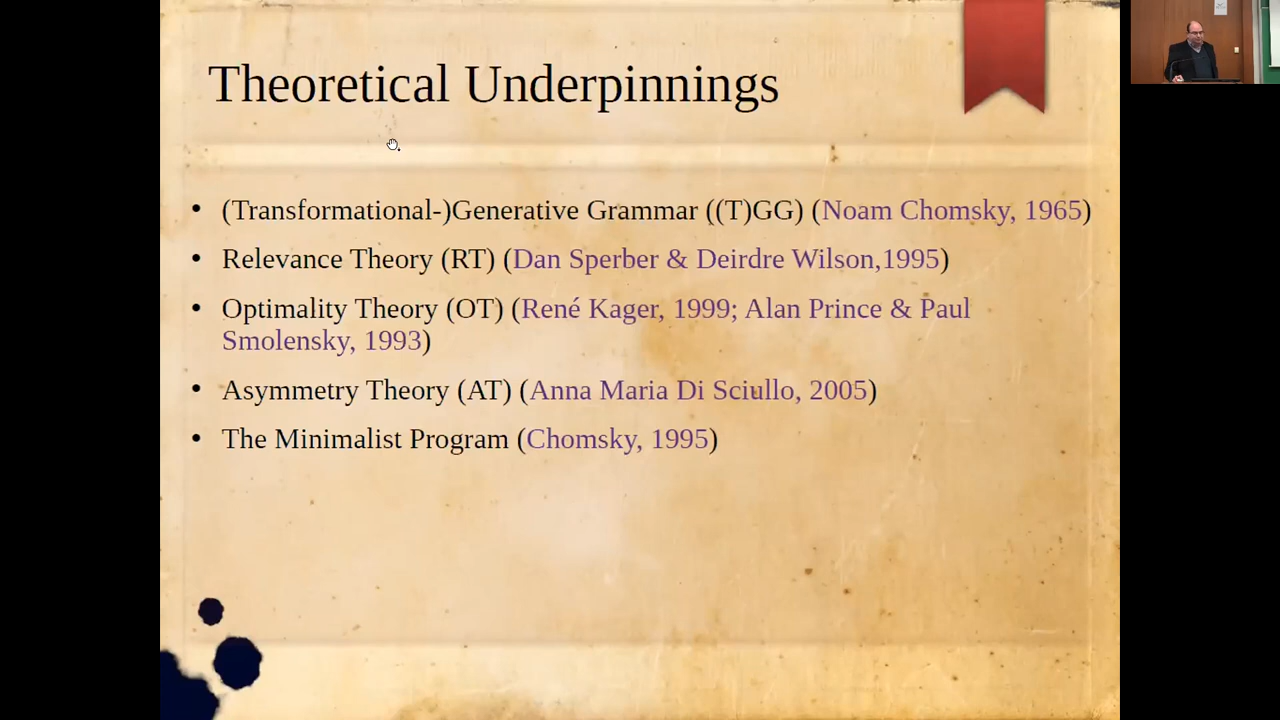 Theoretical Underpinnings
• (Transformational-)Generative Grammar ((T)GG) (Noam Chomsky, 1965)
• Relevance Theory (RT) (Dan Sperber & Deirdre Wilson,1995)
• Optimality Theory (OT) (René Kager, 1999; Alan Prince & Paul
Smolensky, 1993)
• Asymmetry Theory (AT) (Anna Maria Di Sciullo, 2005)
• The Minimalist Program (Chomsky, 1995)